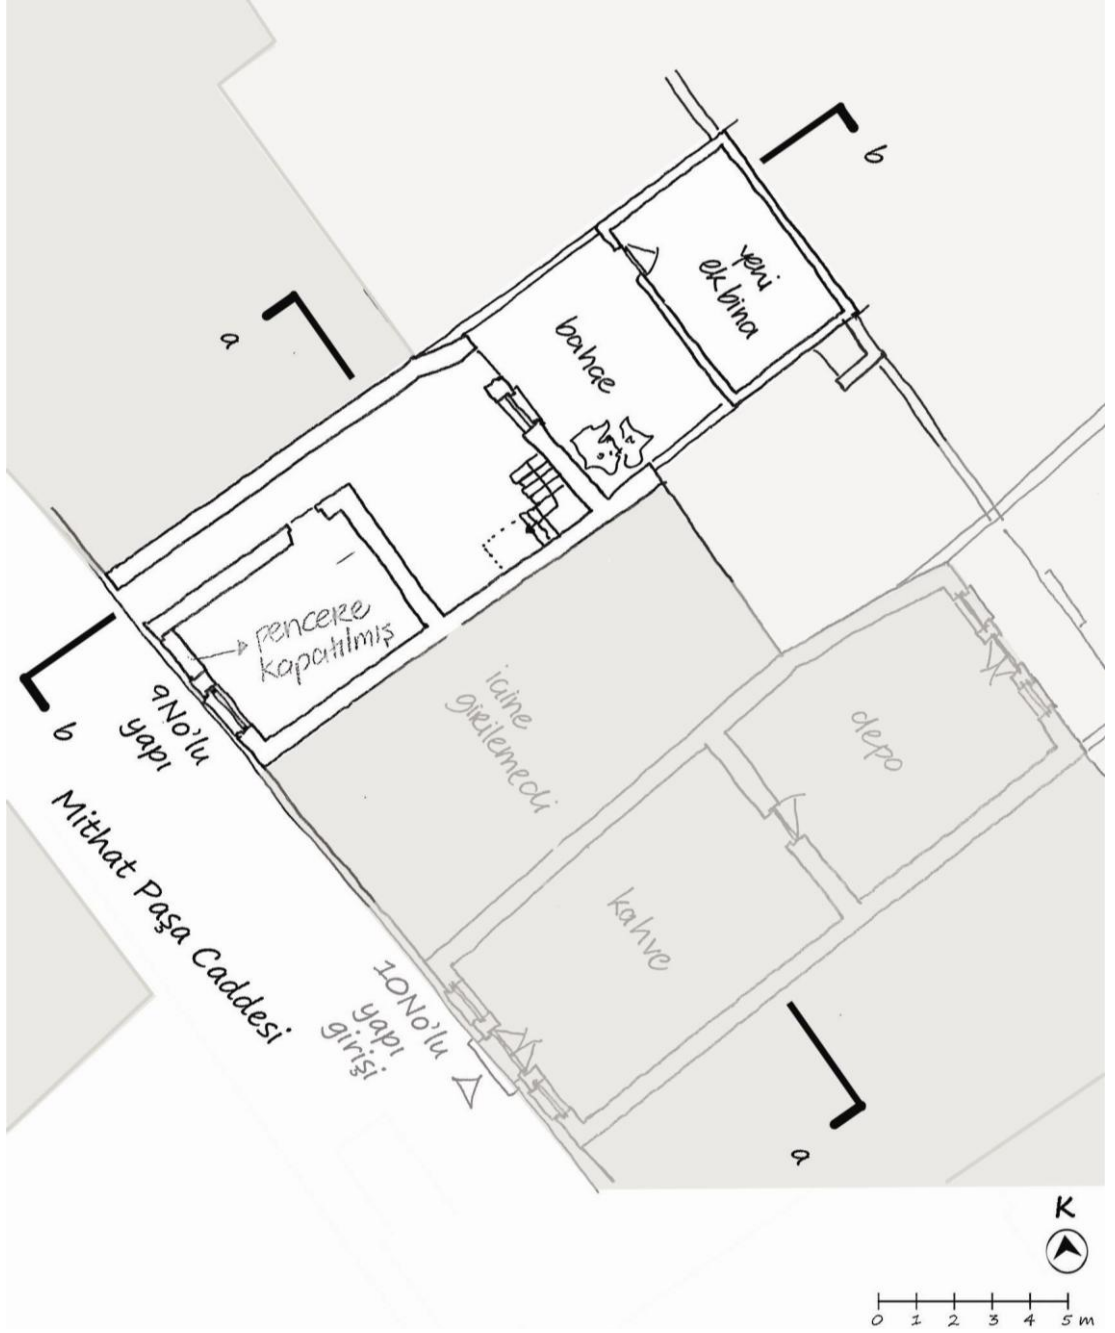 b
yeni
ek bina
a
bahçe
pencere
kapatılmış
b
9No'lu
yapı
içine
girilemedi
depo
Mithat Paşa Caddesi
kahve
10No'lu
yapı
girişi
a
K
0 1 2 3 4 5 m